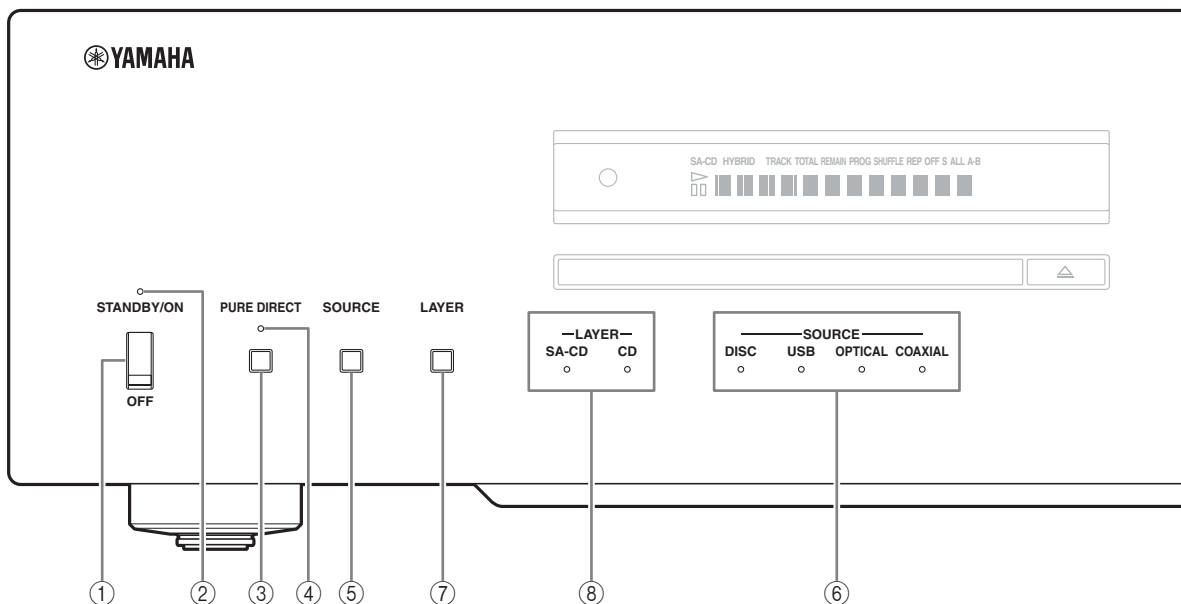 YAMAHA
SA-CD HYBRID TRACK TOTAL REMAIN PROG SHUFFLE REP OFF S ALL A-B
STANDBY/ON PURE DIRECT SOURCE LAYER
OFF
LAYER
SA-CD CD
SOURCE
DISC USB OPTICAL COAXIAL
① ② ③ ④ ⑤ ⑦ ⑧ ⑥